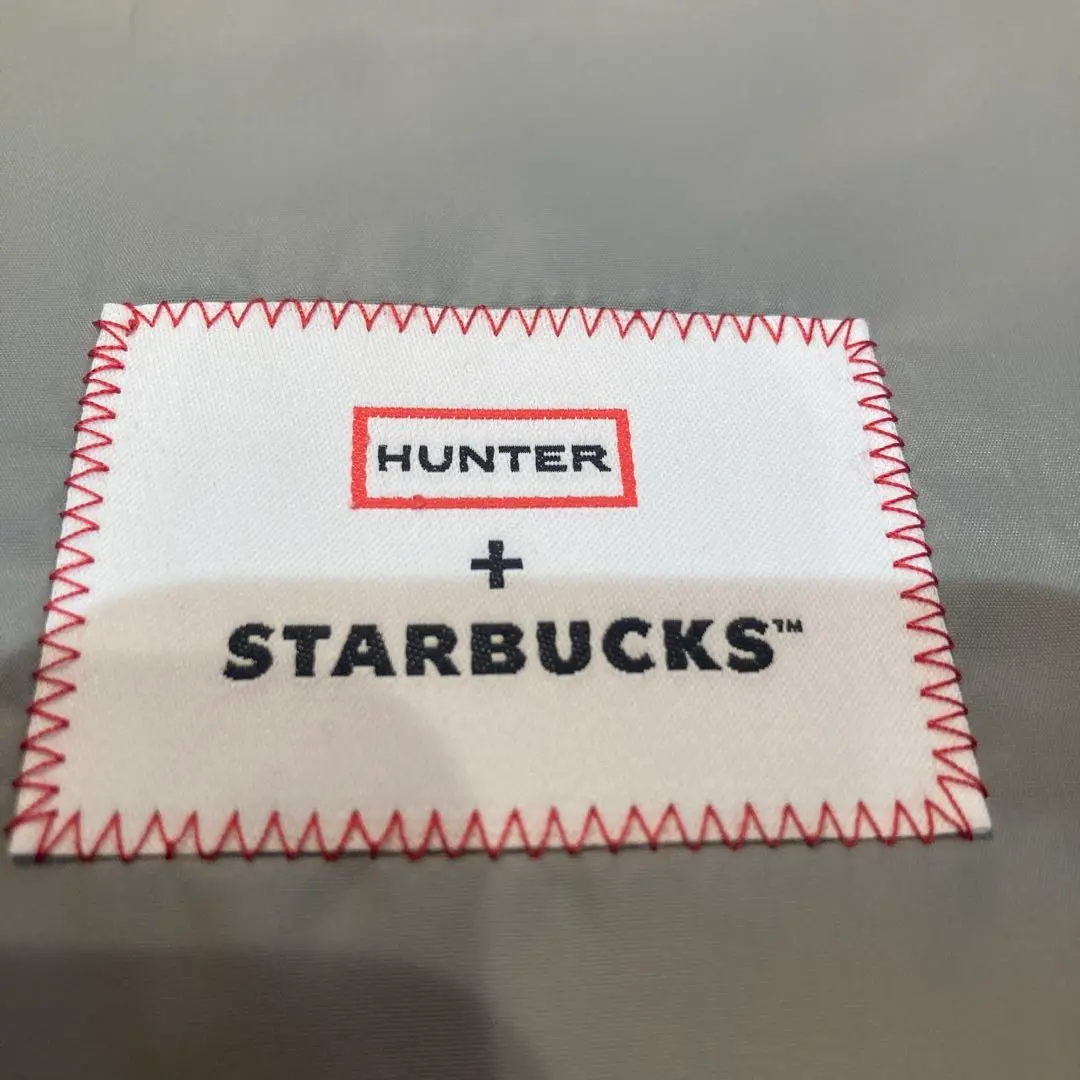 HUNTER
+
STARBUCKS™